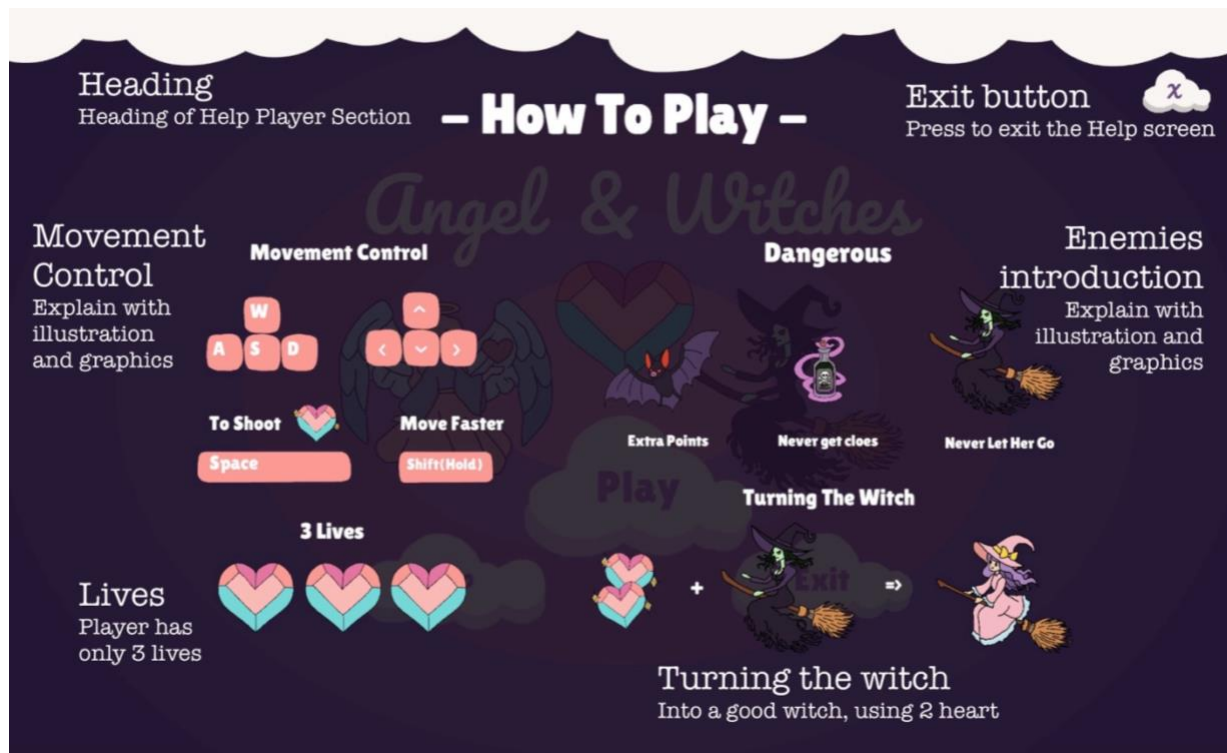 Heading
Heading of Help Player Section
– How To Play –
Exit button
x
Press to exit the Help screen
Angel & Witches
Movement
Control
Explain with
illustration
and graphics
Movement Control
W
A S D
^
< ⌄ >
To Shoot
Space
Move Faster
Shift(Hold)
Dangerous
Enemies
introduction
Explain with
illustration and
graphics
Extra Points
Never get cloes
Never Let Her Go
Play
3 Lives
Lives
Player has
only 3 lives
Turning The Witch
+
Exit
=>
Turning the witch
Into a good witch, using 2 heart